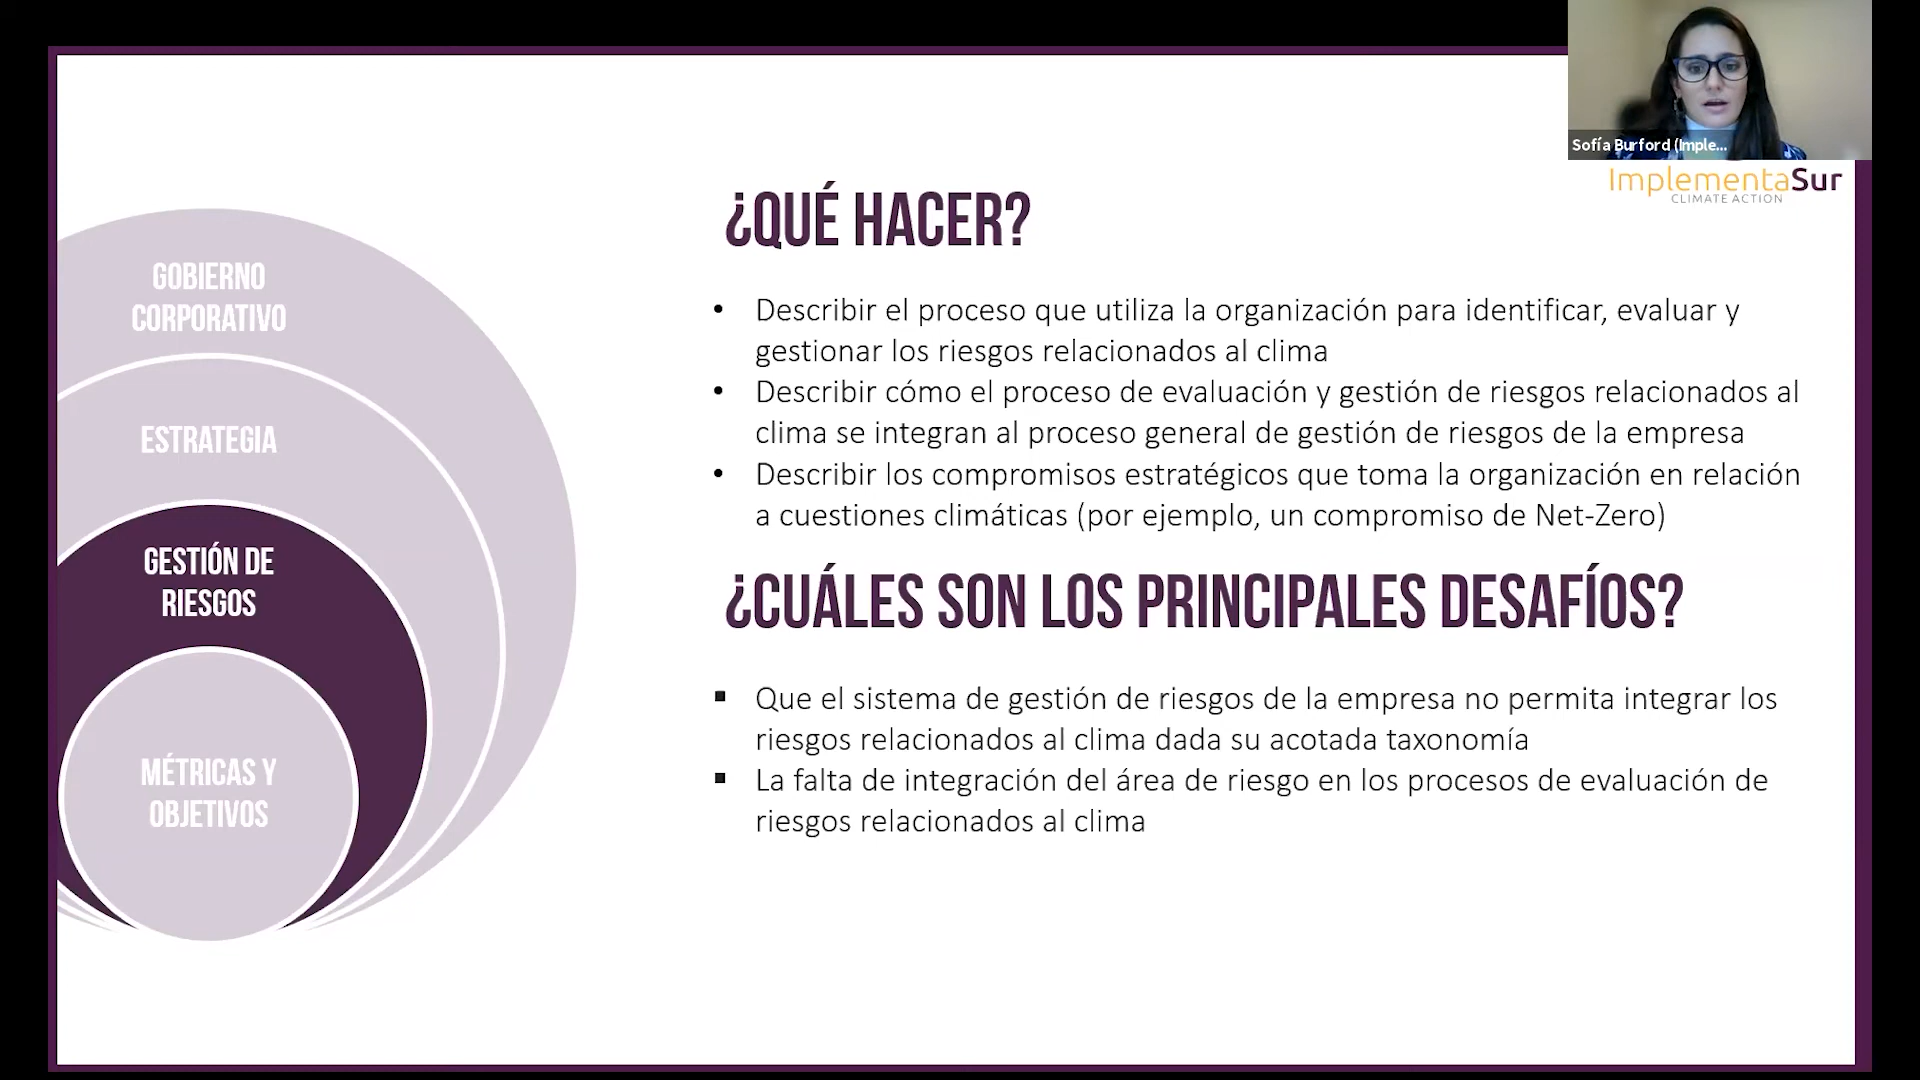 Sofía Burford (Imple...
ImplementaSur
CLIMATE ACTION
¿QUÉ HACER?
• Describir el proceso que utiliza la organización para identificar, evaluar y
gestionar los riesgos relacionados al clima
• Describir cómo el proceso de evaluación y gestión de riesgos relacionados al
clima se integran al proceso general de gestión de riesgos de la empresa
• Describir los compromisos estratégicos que toma la organización en relación
a cuestiones climáticas (por ejemplo, un compromiso de Net-Zero)
¿CUÁLES SON LOS PRINCIPALES DESAFÍOS?
▪ Que el sistema de gestión de riesgos de la empresa no permita integrar los
riesgos relacionados al clima dada su acotada taxonomía
▪ La falta de integración del área de riesgo en los procesos de evaluación de
riesgos relacionados al clima
GOBIERNO
CORPORATIVO
ESTRATEGIA
GESTIÓN DE
RIESGOS
MÉTRICAS Y
OBJETIVOS